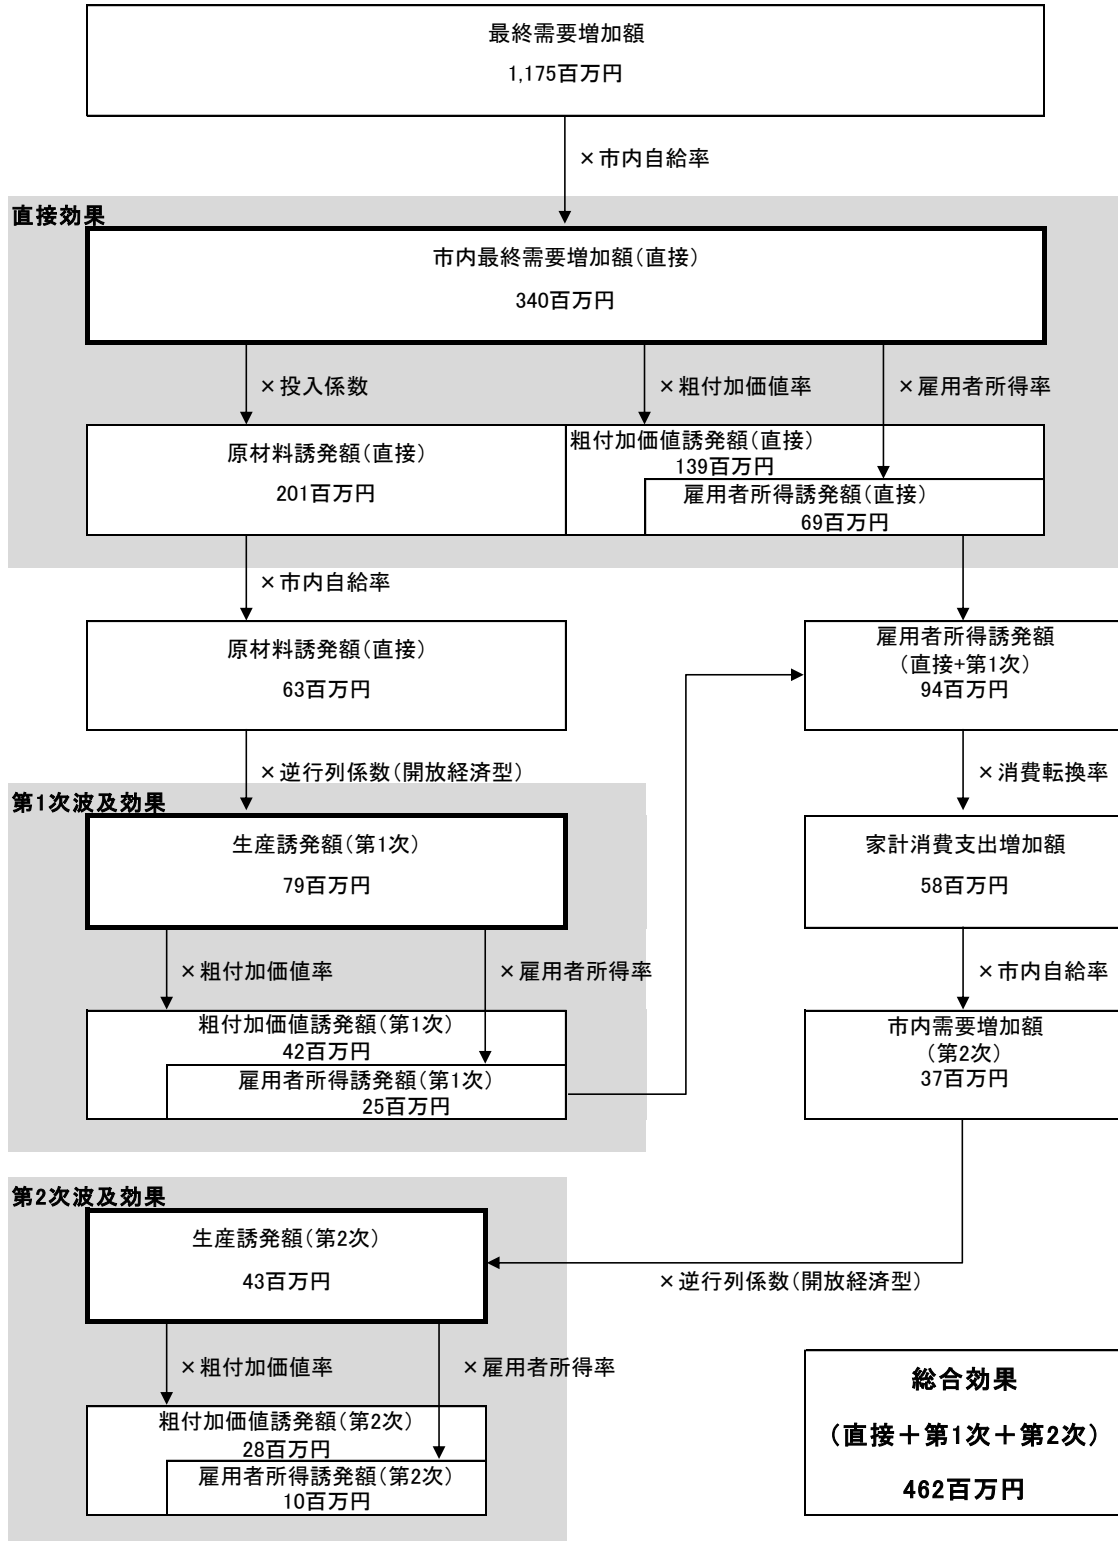 最終需要増加額
1,175百万円
×市内自給率
直接効果
市内最終需要増加額（直接）
340百万円
×投入係数
×粗付加価値率
×雇用者所得率
原材料誘発額（直接）
201百万円
粗付加価値誘発額（直接）
139百万円
雇用者所得誘発額（直接）
69百万円
×市内自給率
原材料誘発額（直接）
63百万円
雇用者所得誘発額
（直接+第1次）
94百万円
×逆行列係数（開放経済型）
×消費転換率
第1次波及効果
生産誘発額（第1次）
79百万円
家計消費支出増加額
58百万円
×粗付加価値率
×雇用者所得率
×市内自給率
粗付加価値誘発額（第1次）
42百万円
雇用者所得誘発額（第1次）
25百万円
市内需要増加額
（第2次）
37百万円
第2次波及効果
生産誘発額（第2次）
43百万円
×逆行列係数（開放経済型）
×粗付加価値率
×雇用者所得率
粗付加価値誘発額（第2次）
28百万円
雇用者所得誘発額（第2次）
10百万円
総合効果
（直接＋第1次＋第2次）
462百万円